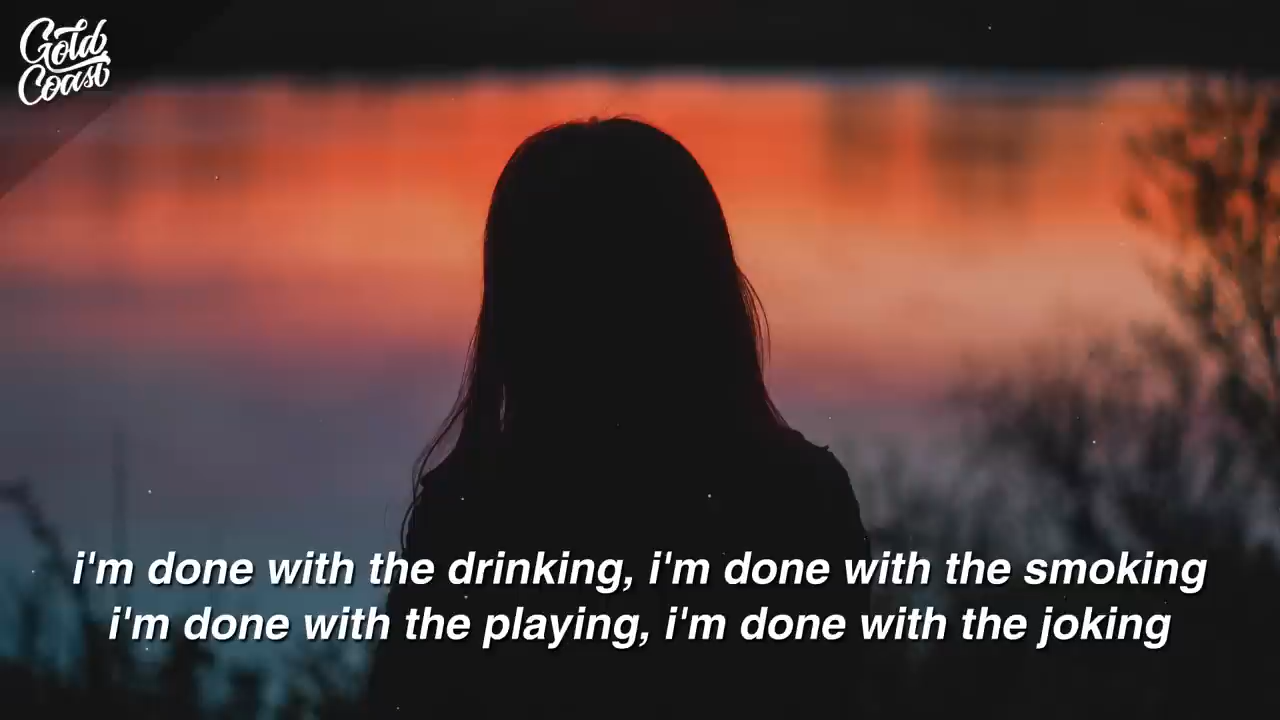 Gold
Coast
i'm done with the drinking, i'm done with the smoking
i'm done with the playing, i'm done with the joking